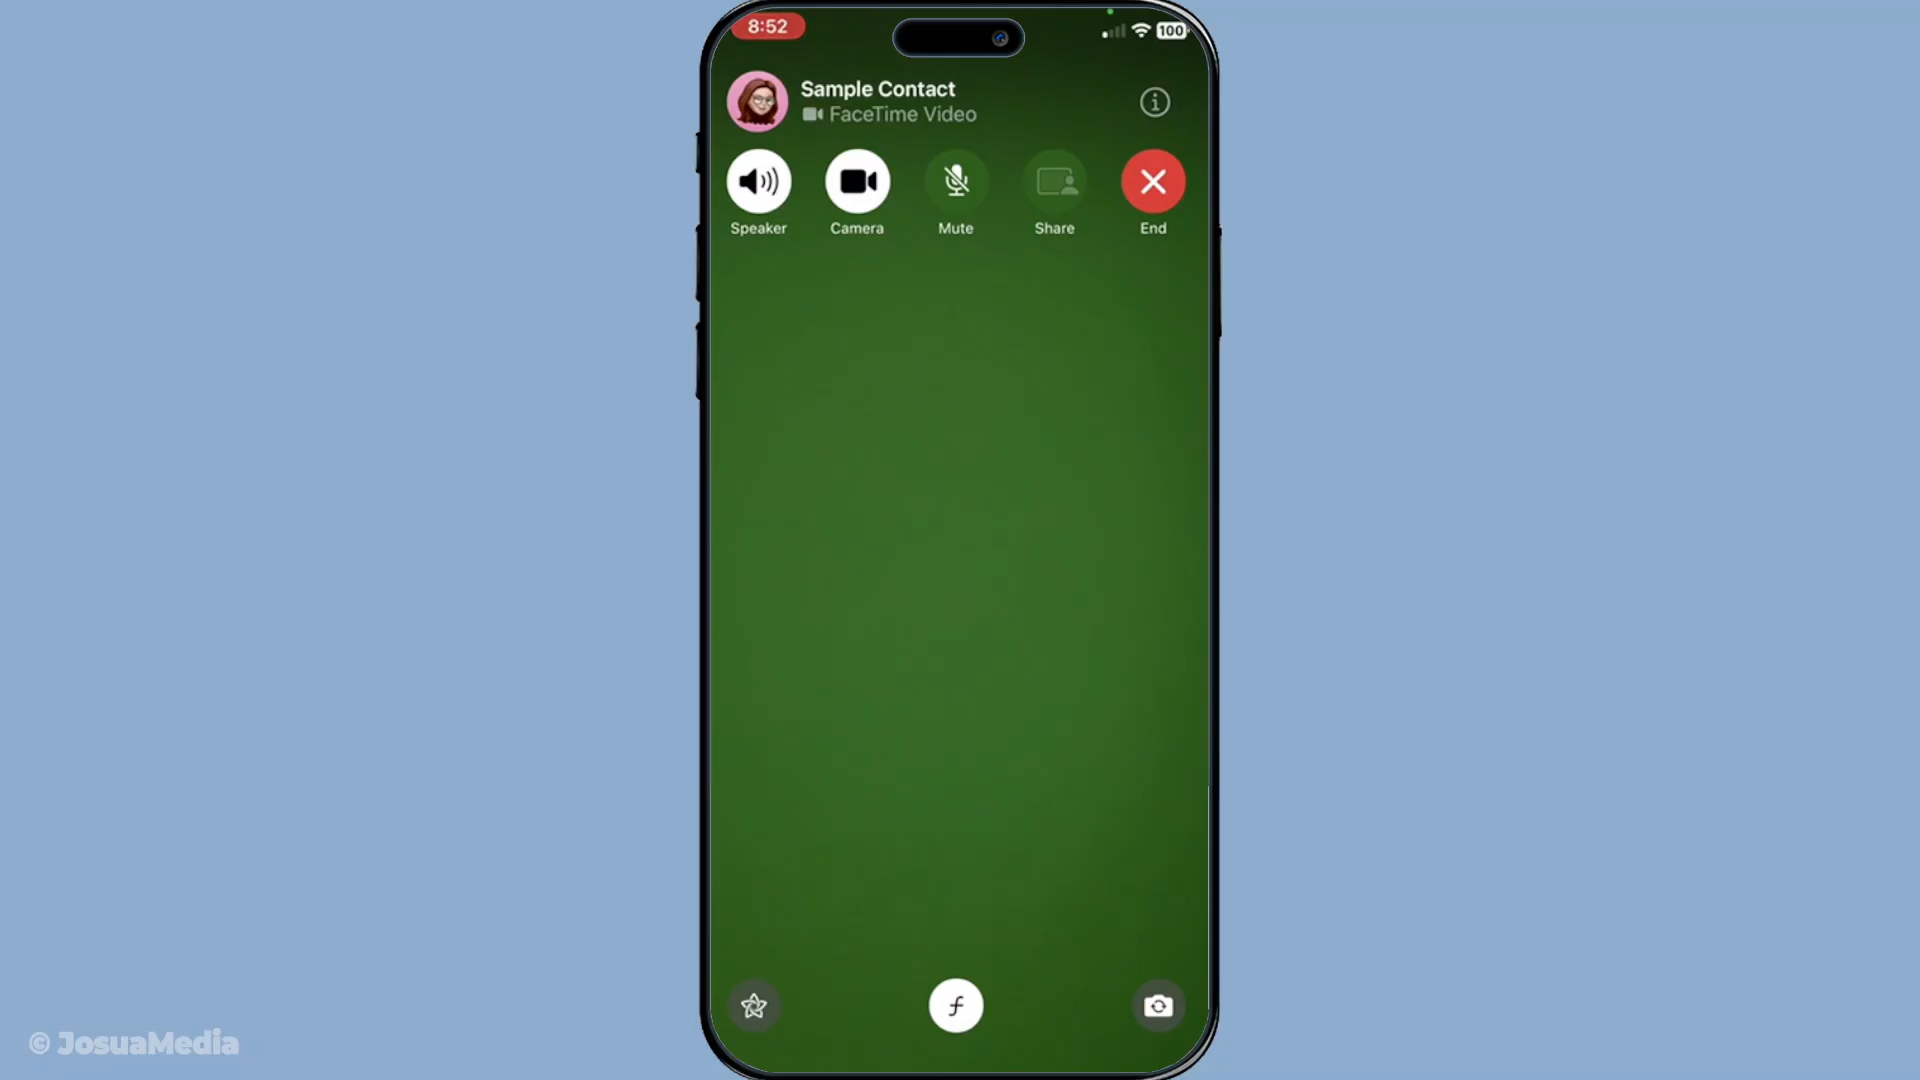 8:52
100
Sample Contact
FaceTime Video
Speaker
Camera
Mute
Share
End
f
© JosuaMedia